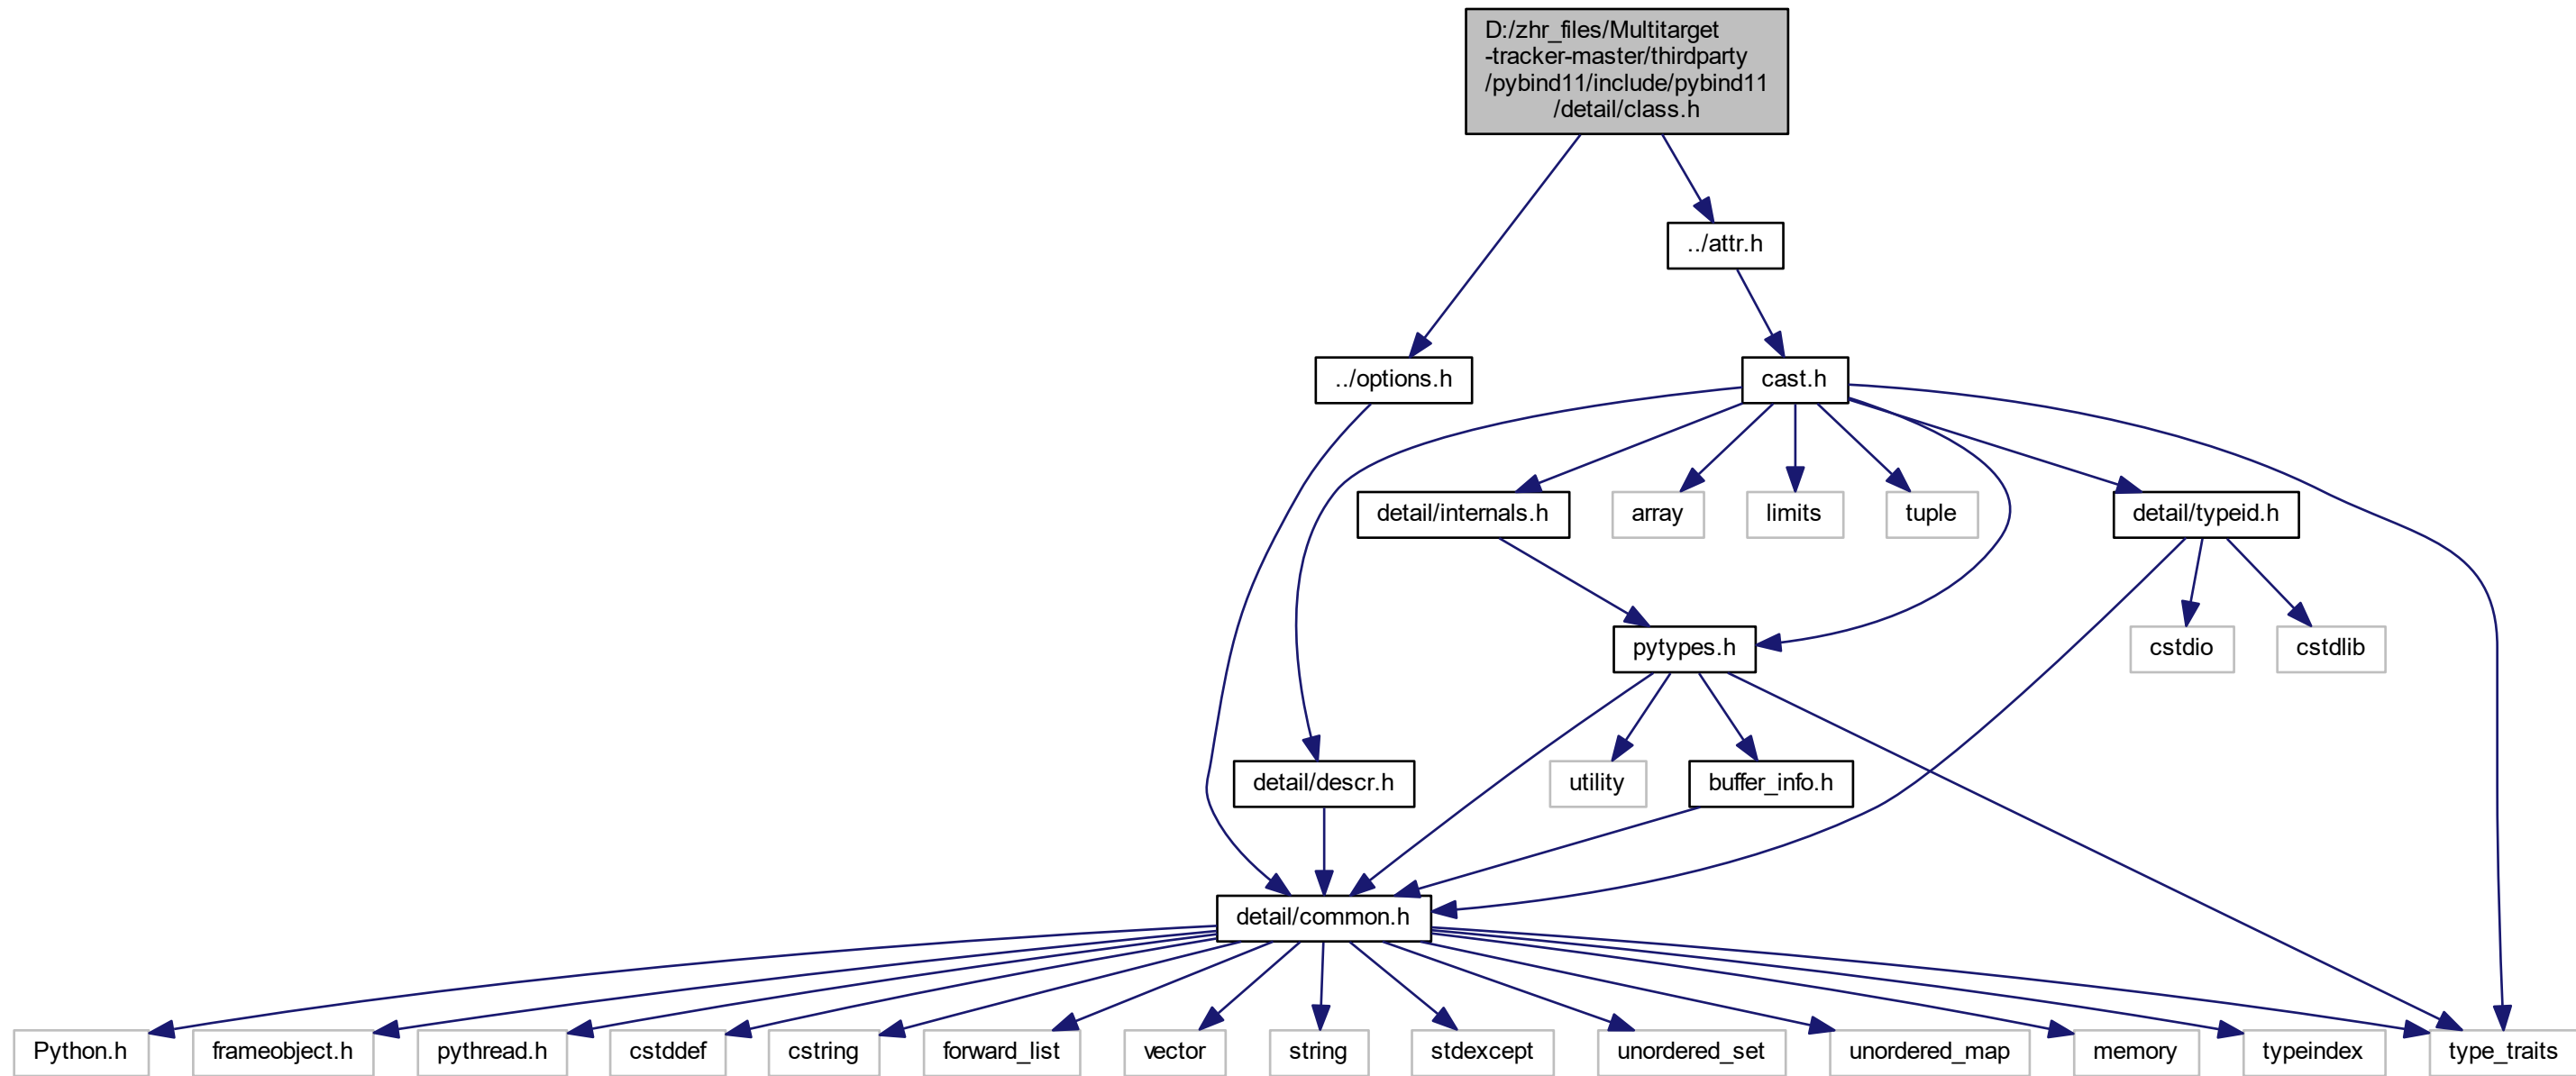 D:/zhr_files/Multitarget
-tracker-master/thirdparty
/pybind11/include/pybind11
/detail/class.h
../attr.h
../options.h
cast.h
detail/internals.h
array
limits
tuple
detail/typeid.h
pytypes.h
cstdio
cstdlib
detail/descr.h
utility
buffer_info.h
detail/common.h
Python.h
frameobject.h
pythread.h
cstddef
cstring
forward_list
vector
string
stdexcept
unordered_set
unordered_map
memory
typeindex
type_traits